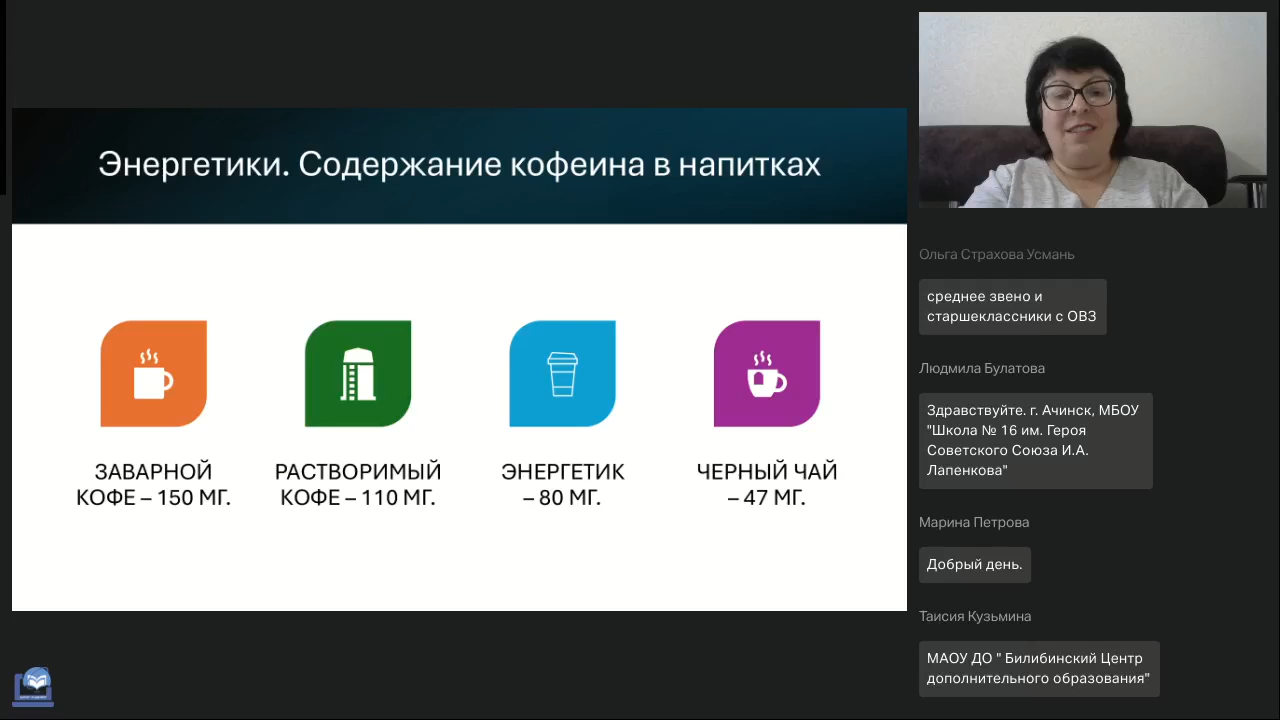 Энергетики. Содержание кофеина в напитках
ЗАВАРНОЙ
КОФЕ – 150 МГ.
РАСТВОРИМЫЙ
КОФЕ – 110 МГ.
ЭНЕРГЕТИК
– 80 МГ.
ЧЕРНЫЙ ЧАЙ
– 47 МГ.
Ольга Страхова Усмань
среднее звено и
старшеклассники с ОВЗ
Людмила Булатова
Здравствуйте. г. Ачинск, МБОУ
"Школа № 16 им. Героя
Советского Союза И.А.
Лапенкова"
Марина Петрова
Добрый день.
Таисия Кузьмина
МАОУ ДО " Билибинский Центр
дополнительного образования"